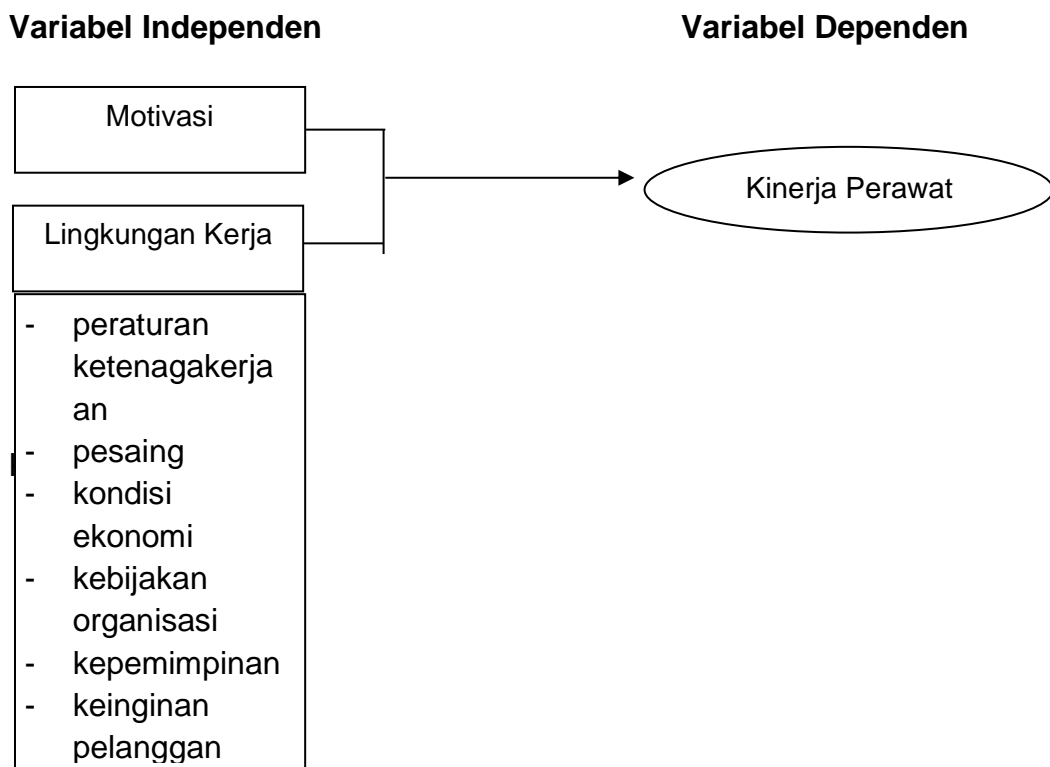 Variabel Independen Variabel Dependen
Motivasi
Kinerja Perawat
Lingkungan Kerja
- peraturan
ketenagakerja
an
- pesaing
- kondisi
ekonomi
- kebijakan
organisasi
- kepemimpinan
- keinginan
pelanggan